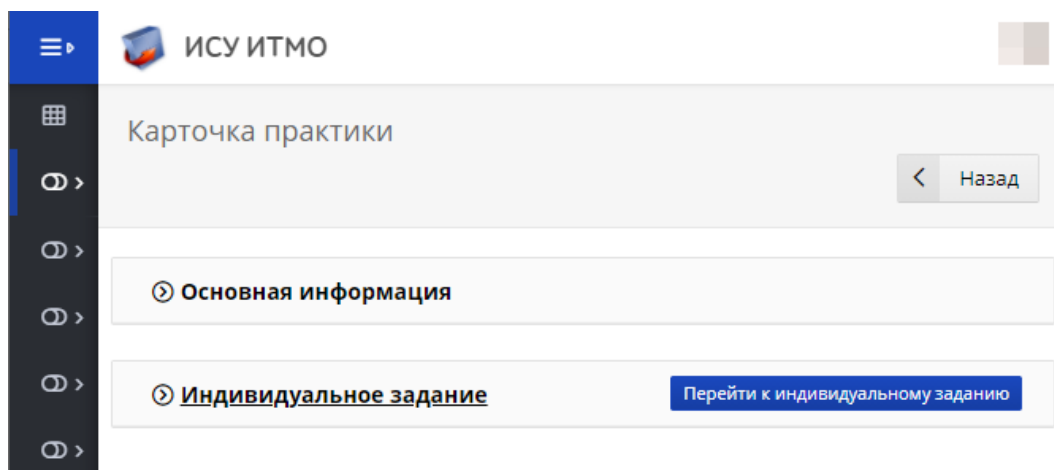 ИСУ ИТМО
Карточка практики
Назад
Основная информация
Индивидуальное задание
Перейти к индивидуальному заданию